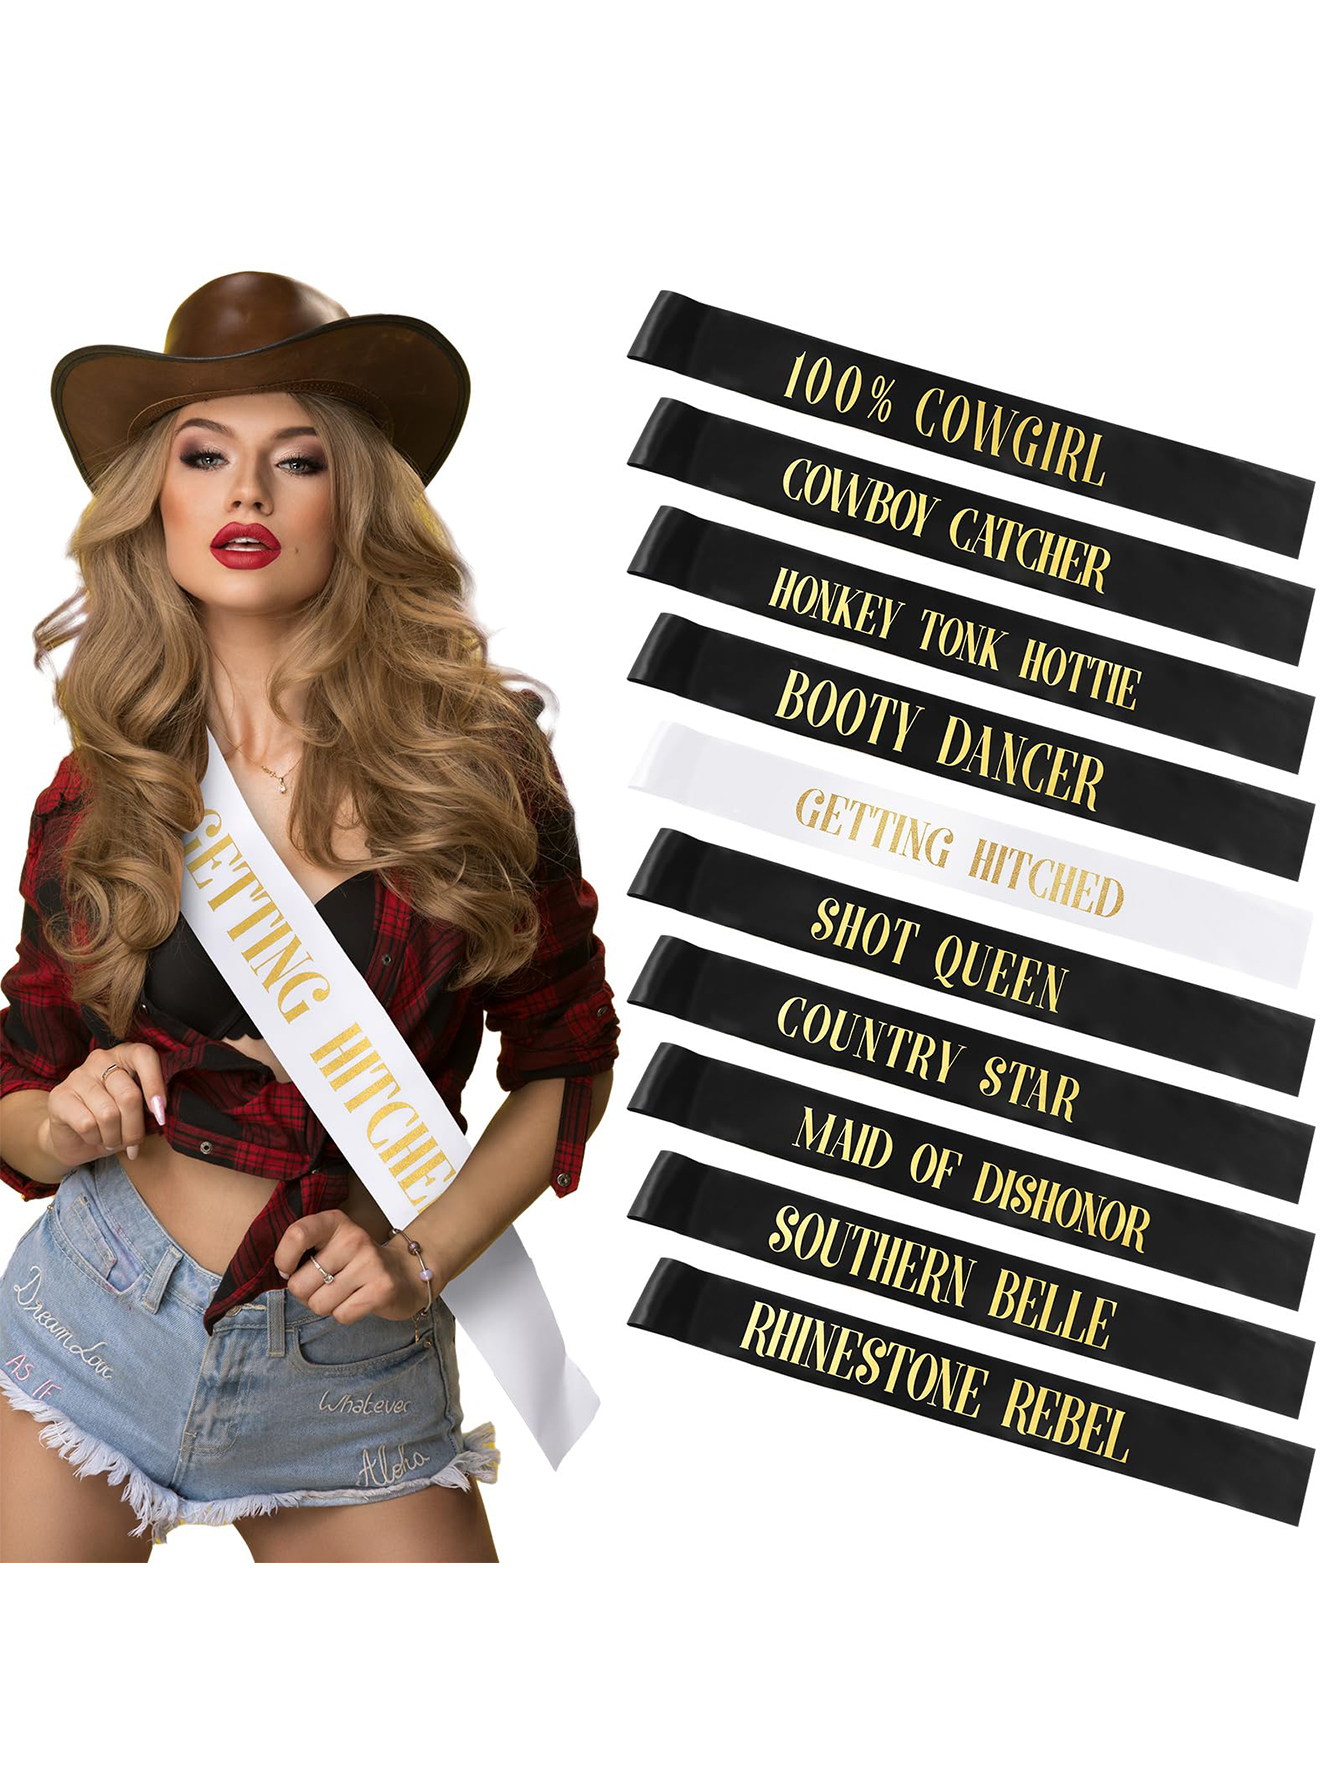 GETTING HITCHE
Dream Love
AS IF
Whatever
Aloha
100% COWGIRL
COWBOY CATCHER
HONKEY TONK HOTTIE
BOOTY DANCER
GETTING HITCHED
SHOT QUEEN
COUNTRY STAR
MAID OF DISHONOR
SOUTHERN BELLE
RHINESTONE REBEL